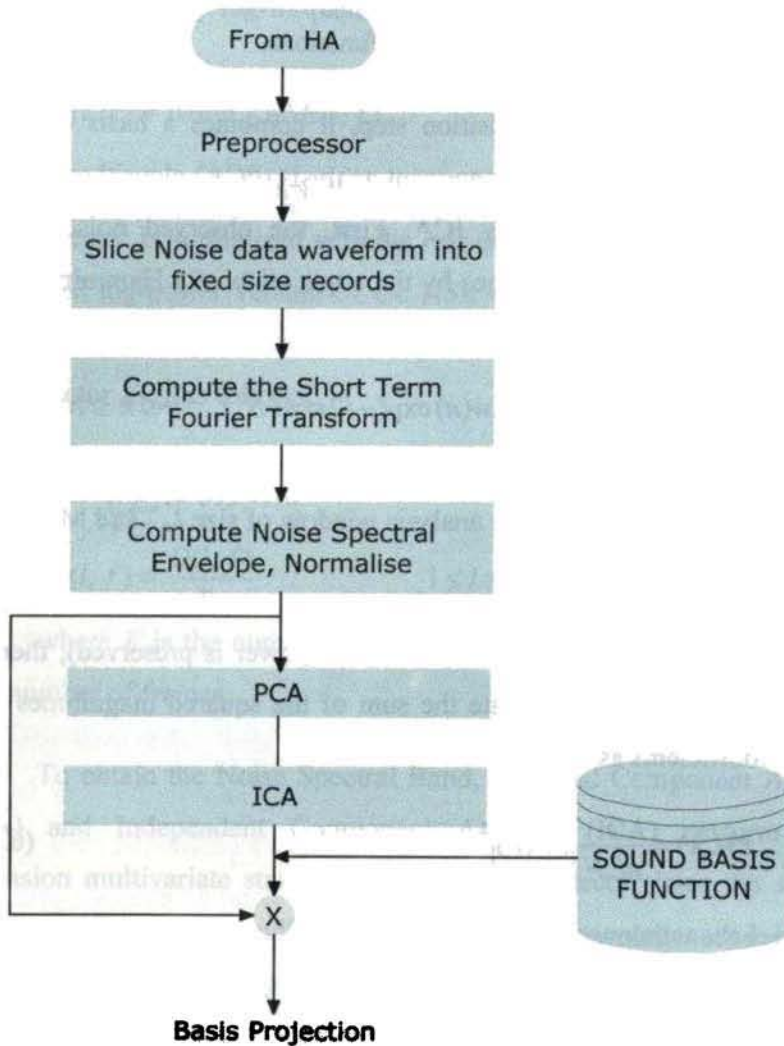 From HA
Preprocessor
Slice Noise data waveform into
fixed size records
Compute the Short Term
Fourier Transform
Compute Noise Spectral
Envelope, Normalise
PCA
ICA
SOUND BASIS
FUNCTION
X
Basis Projection